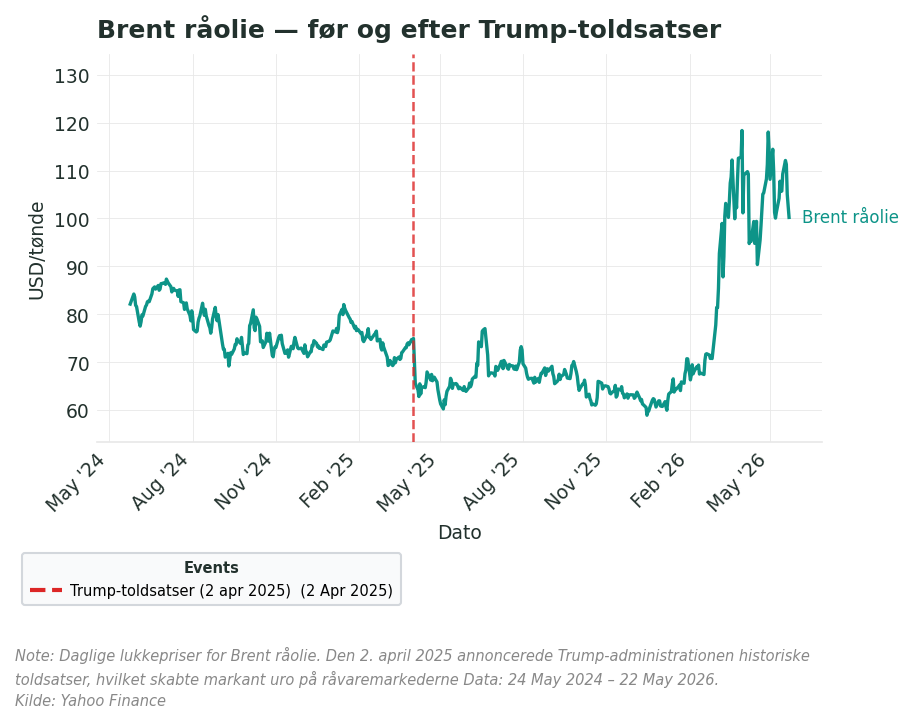 Brent råolie — før og efter Trump-toldsatser
130
120
110
100
90
80
70
60
USD/tønde
Brent råolie
May '24
Aug '24
Nov '24
Feb '25
May '25
Aug '25
Nov '25
Feb '26
May '26
Dato
Events
Trump-toldsatser (2 apr 2025)  (2 Apr 2025)
Note: Daglige lukkepriser for Brent råolie. Den 2. april 2025 annoncerede Trump-administrationen historiske
toldsatser, hvilket skabte markant uro på råvaremarkederne Data: 24 May 2024 – 22 May 2026.
Kilde: Yahoo Finance